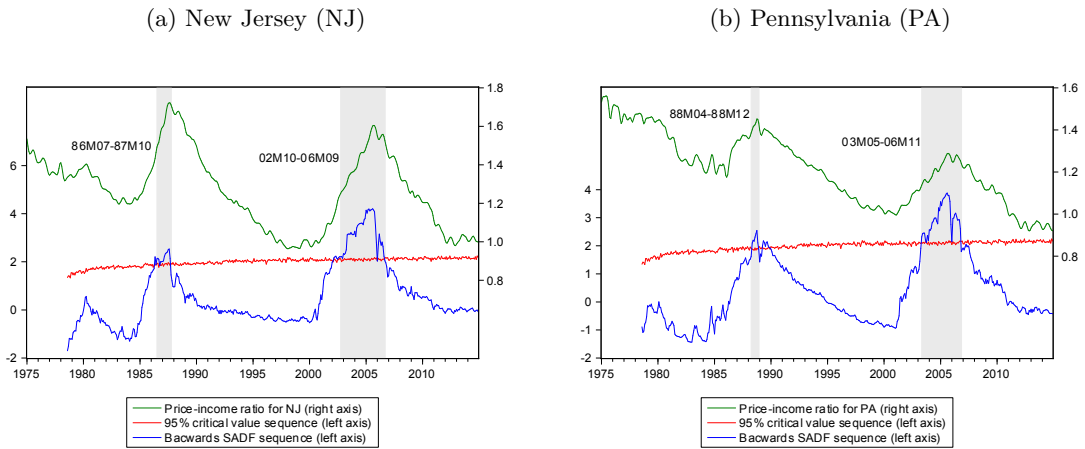 (a) New Jersey (NJ)
(b) Pennsylvania (PA)
1.8
1.6
1.4
1.2
1.0
0.8
6
4
2
0
-2
86M07-87M10
02M10-06M09
1975 1980 1985 1990 1995 2000 2005 2010
Price-income ratio for NJ (right axis)
95% critical value sequence (left axis)
Bacwards SADF sequence (left axis)
1.6
1.4
1.2
1.0
0.8
4
3
2
1
0
-1
-2
88M04-88M12
03M05-06M11
1975 1980 1985 1990 1995 2000 2005 2010
Price-income ratio for PA (right axis)
95% critical value sequence (left axis)
Bacwards SADF sequence (left axis)